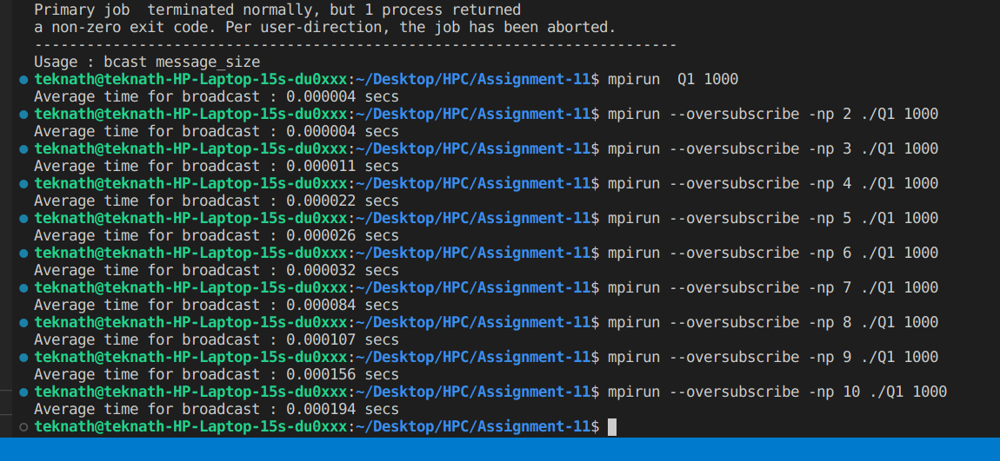 Primary job  terminated normally, but 1 process returned
a non-zero exit code. Per user-direction, the job has been aborted.
--------------------------------------------------------------------------
Usage : bcast message_size
teknath@teknath-HP-Laptop-15s-du0xxx:~/Desktop/HPC/Assignment-11$ mpirun  Q1 1000
Average time for broadcast : 0.000004 secs
teknath@teknath-HP-Laptop-15s-du0xxx:~/Desktop/HPC/Assignment-11$ mpirun --oversubscribe -np 2 ./Q1 1000
Average time for broadcast : 0.000004 secs
teknath@teknath-HP-Laptop-15s-du0xxx:~/Desktop/HPC/Assignment-11$ mpirun --oversubscribe -np 3 ./Q1 1000
Average time for broadcast : 0.000011 secs
teknath@teknath-HP-Laptop-15s-du0xxx:~/Desktop/HPC/Assignment-11$ mpirun --oversubscribe -np 4 ./Q1 1000
Average time for broadcast : 0.000022 secs
teknath@teknath-HP-Laptop-15s-du0xxx:~/Desktop/HPC/Assignment-11$ mpirun --oversubscribe -np 5 ./Q1 1000
Average time for broadcast : 0.000026 secs
teknath@teknath-HP-Laptop-15s-du0xxx:~/Desktop/HPC/Assignment-11$ mpirun --oversubscribe -np 6 ./Q1 1000
Average time for broadcast : 0.000032 secs
teknath@teknath-HP-Laptop-15s-du0xxx:~/Desktop/HPC/Assignment-11$ mpirun --oversubscribe -np 7 ./Q1 1000
Average time for broadcast : 0.000084 secs
teknath@teknath-HP-Laptop-15s-du0xxx:~/Desktop/HPC/Assignment-11$ mpirun --oversubscribe -np 8 ./Q1 1000
Average time for broadcast : 0.000107 secs
teknath@teknath-HP-Laptop-15s-du0xxx:~/Desktop/HPC/Assignment-11$ mpirun --oversubscribe -np 9 ./Q1 1000
Average time for broadcast : 0.000156 secs
teknath@teknath-HP-Laptop-15s-du0xxx:~/Desktop/HPC/Assignment-11$ mpirun --oversubscribe -np 10 ./Q1 1000
Average time for broadcast : 0.000194 secs
teknath@teknath-HP-Laptop-15s-du0xxx:~/Desktop/HPC/Assignment-11$